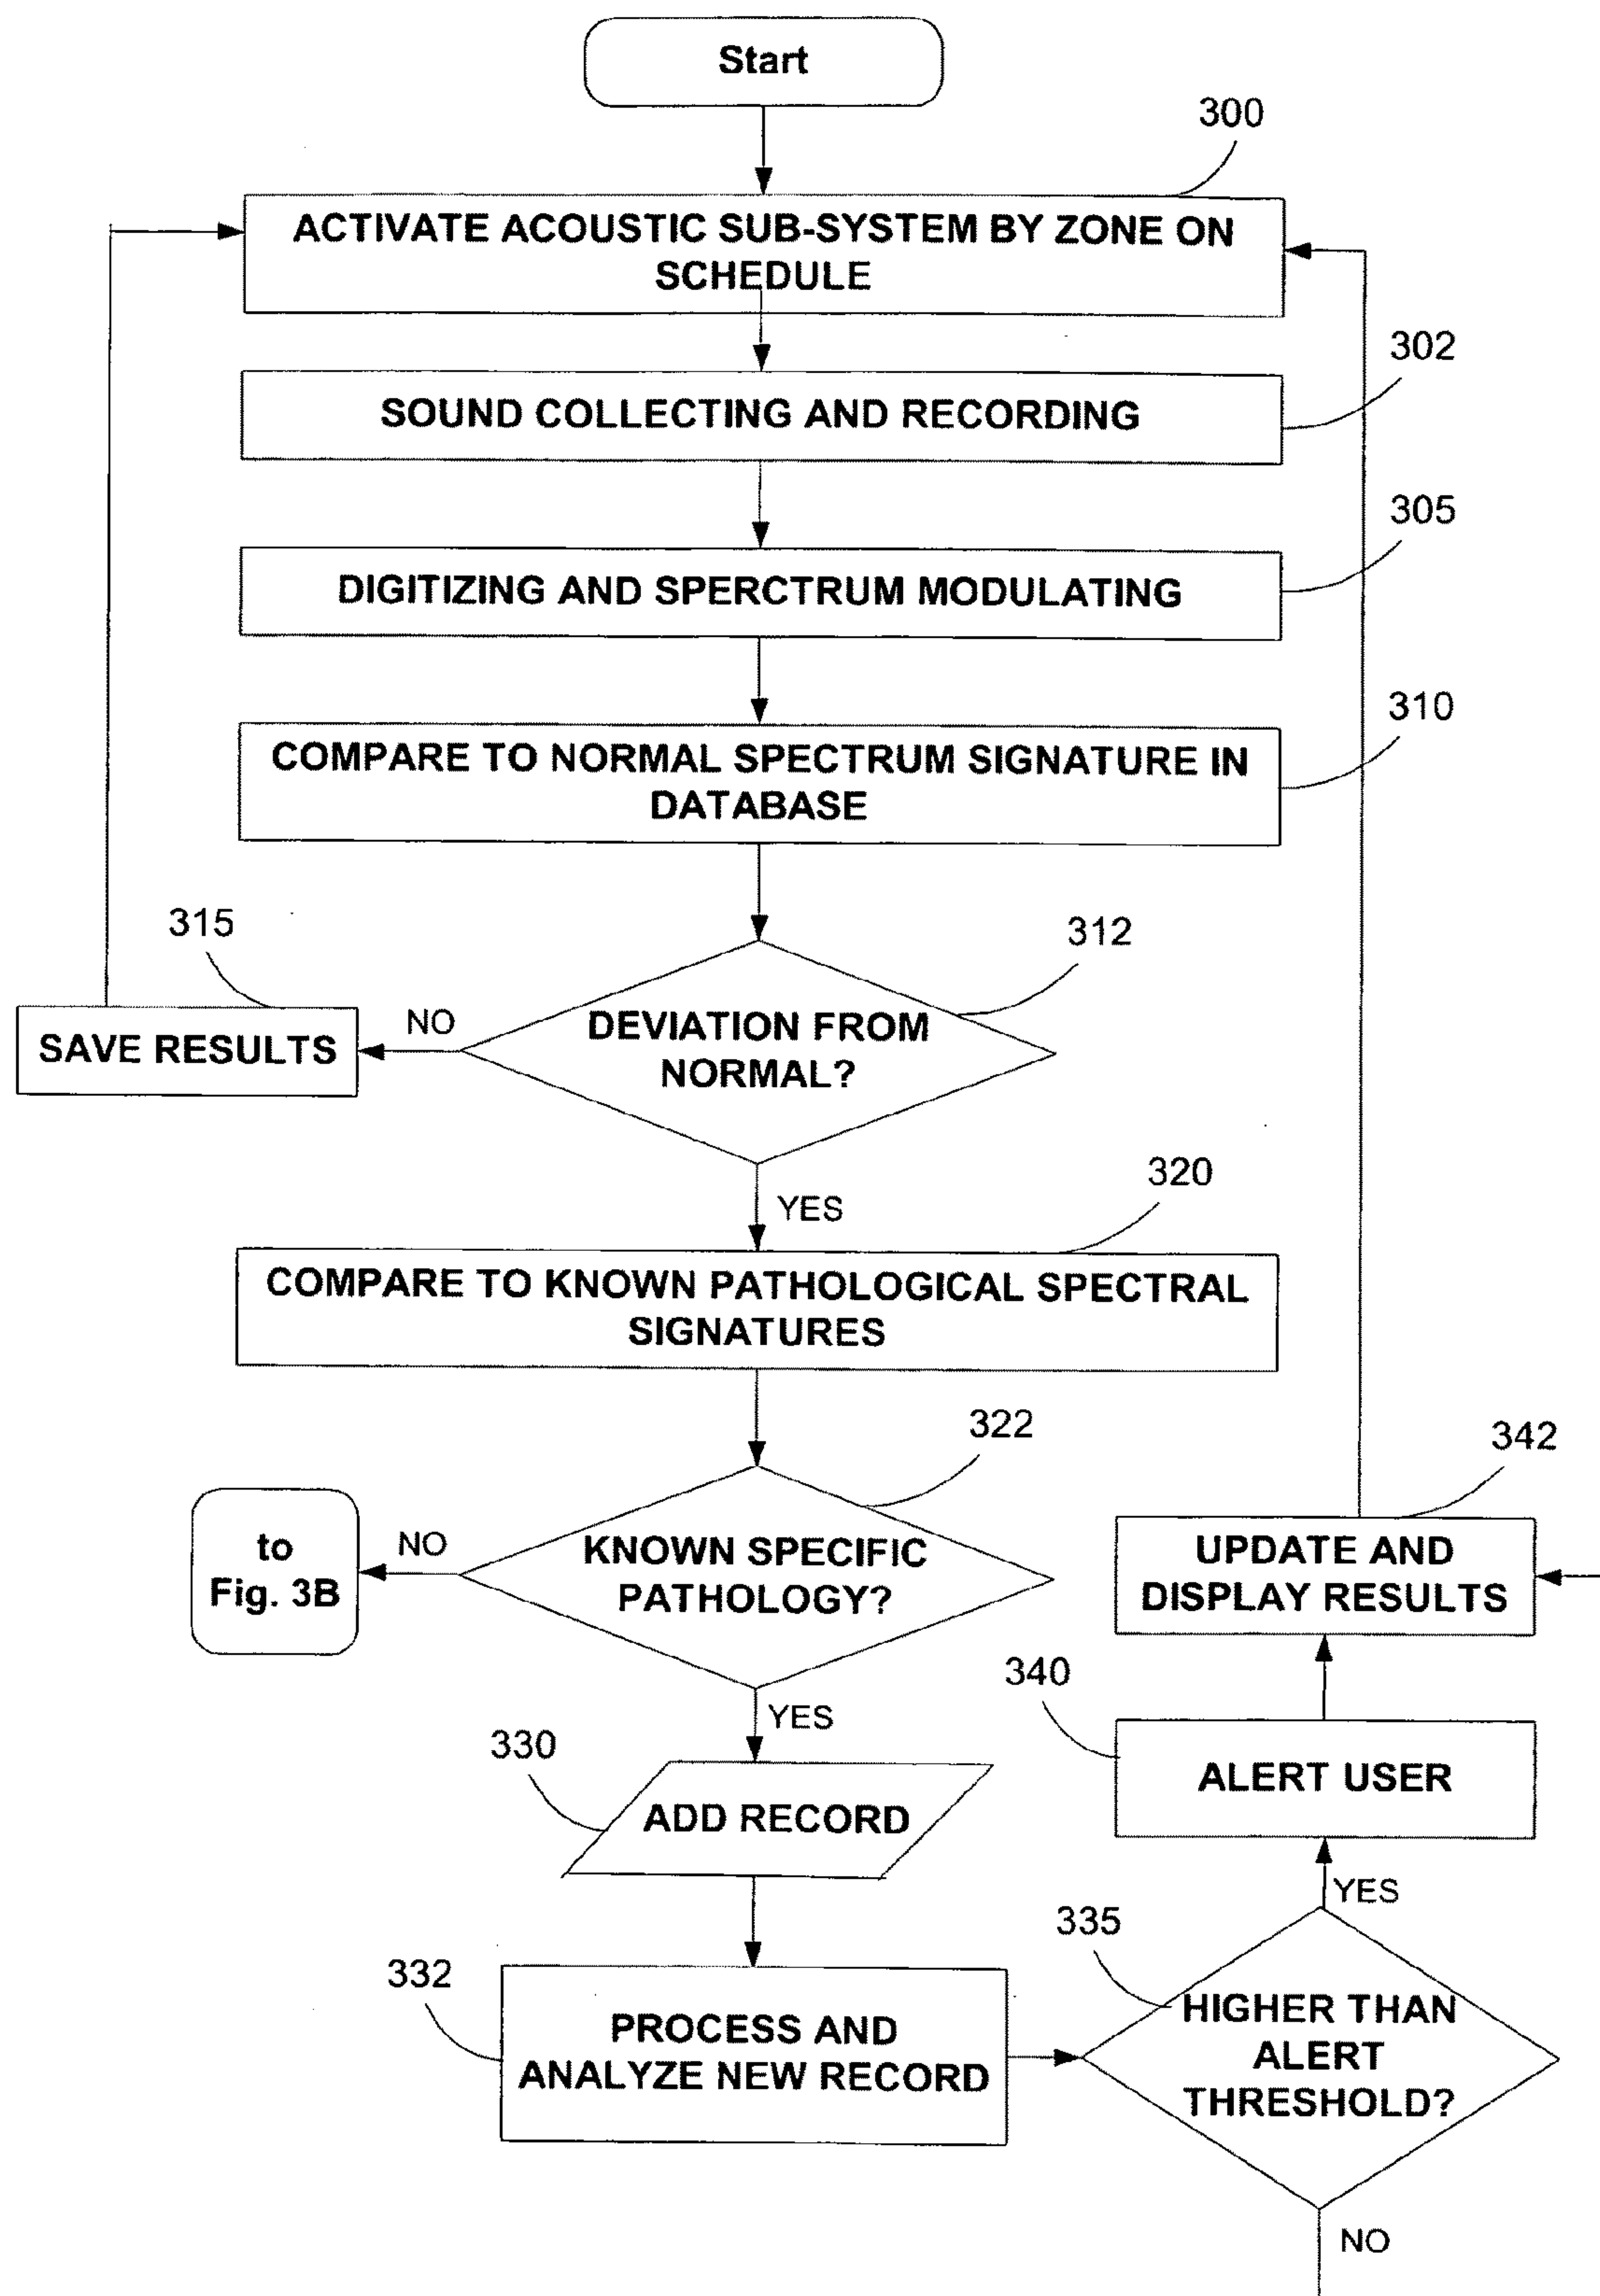 Start
300
ACTIVATE ACOUSTIC SUB-SYSTEM BY ZONE ON
SCHEDULE
302
SOUND COLLECTING AND RECORDING
305
DIGITIZING AND SPERCTRUM MODULATING
310
COMPARE TO NORMAL SPECTRUM SIGNATURE IN
DATABASE
315
312
SAVE RESULTS
NO
DEVIATION FROM
NORMAL?
YES
320
COMPARE TO KNOWN PATHOLOGICAL SPECTRAL
SIGNATURES
322
342
to
Fig. 3B
NO
KNOWN SPECIFIC
PATHOLOGY?
UPDATE AND
DISPLAY RESULTS
YES
340
330
ADD RECORD
ALERT USER
YES
335
332
PROCESS AND
ANALYZE NEW RECORD
HIGHER THAN
ALERT
THRESHOLD?
NO